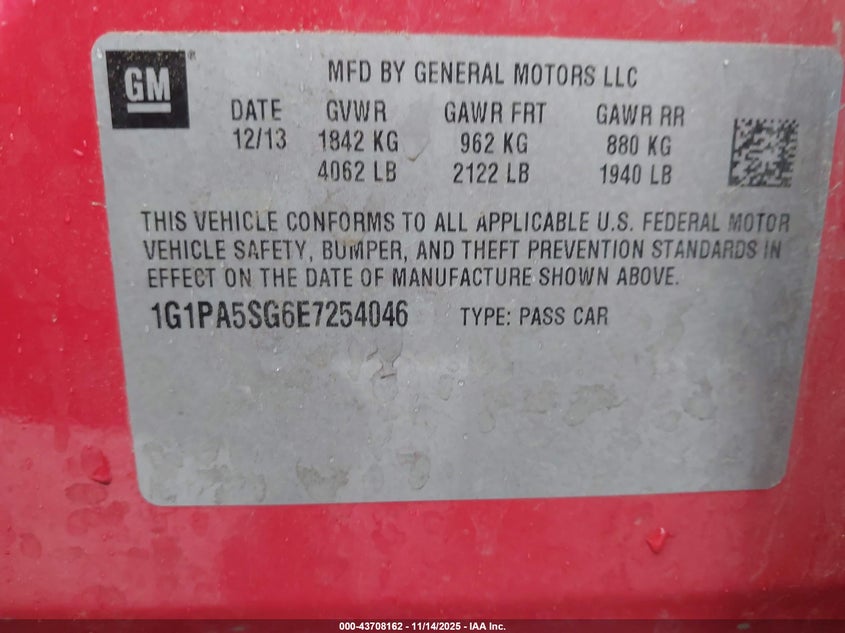 GM
MFD BY GENERAL MOTORS LLC
DATE GVWR GAWR FRT GAWR RR
12/13 1842 KG 962 KG 880 KG
4062 LB 2122 LB 1940 LB
THIS VEHICLE CONFORMS TO ALL APPLICABLE U.S. FEDERAL MOTOR
VEHICLE SAFETY, BUMPER, AND THEFT PREVENTION STANDARDS IN
EFFECT ON THE DATE OF MANUFACTURE SHOWN ABOVE.
1G1PA5SG6E7254046 TYPE: PASS CAR
000-43708162 - 11/14/2025 - IAA Inc.